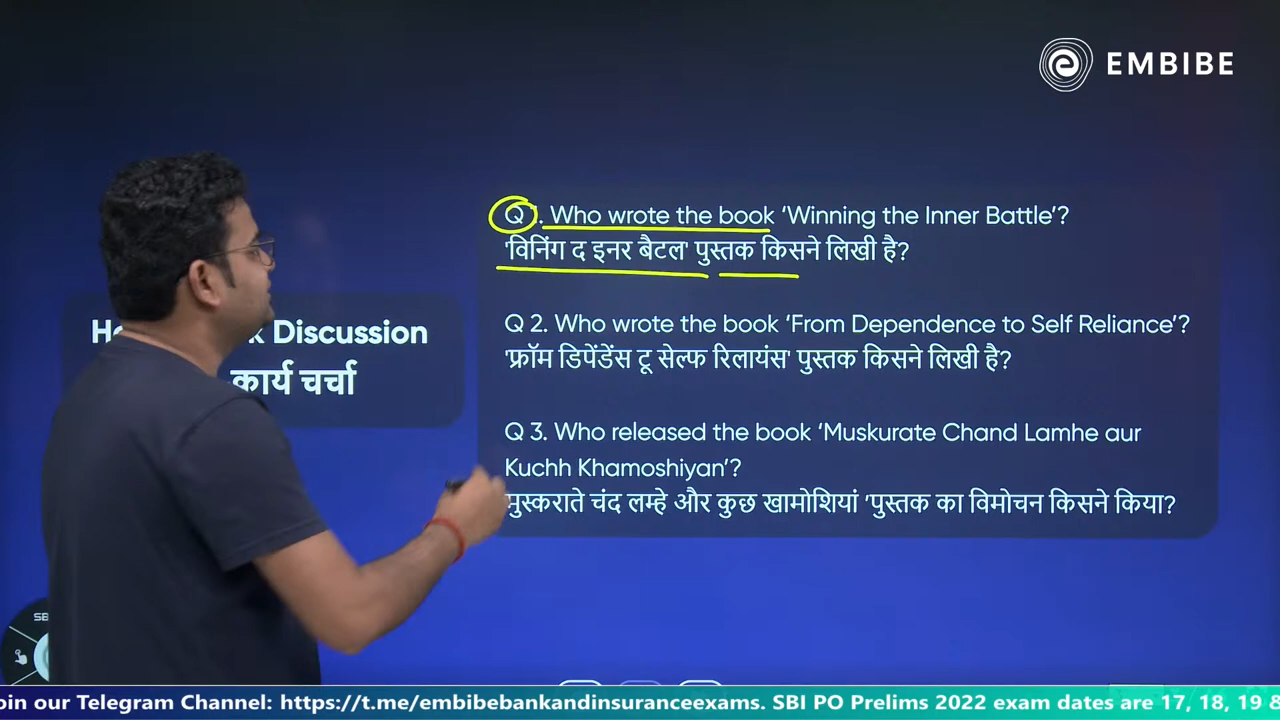 EMBIBE
Q 1. Who wrote the book ‘Winning the Inner Battle’?
'विनिंग द इनर बैटल' पुस्तक किसने लिखी है?
Q 2. Who wrote the book ‘From Dependence to Self Reliance’?
'फ्रॉम डिपेंडेंस टू सेल्फ रिलायंस' पुस्तक किसने लिखी है?
Q 3. Who released the book ‘Muskurate Chand Lamhe aur
Kuchh Khamoshiyan’?
मुस्कराते चंद लम्हे और कुछ खामोशियां 'पुस्तक का विमोचन किसने किया?
Discussion
कार्य चर्चा
our Telegram Channel: https://t.me/embibebankandinsuranceexams. SBI PO Prelims 2022 exam dates are 17, 18, 19 &